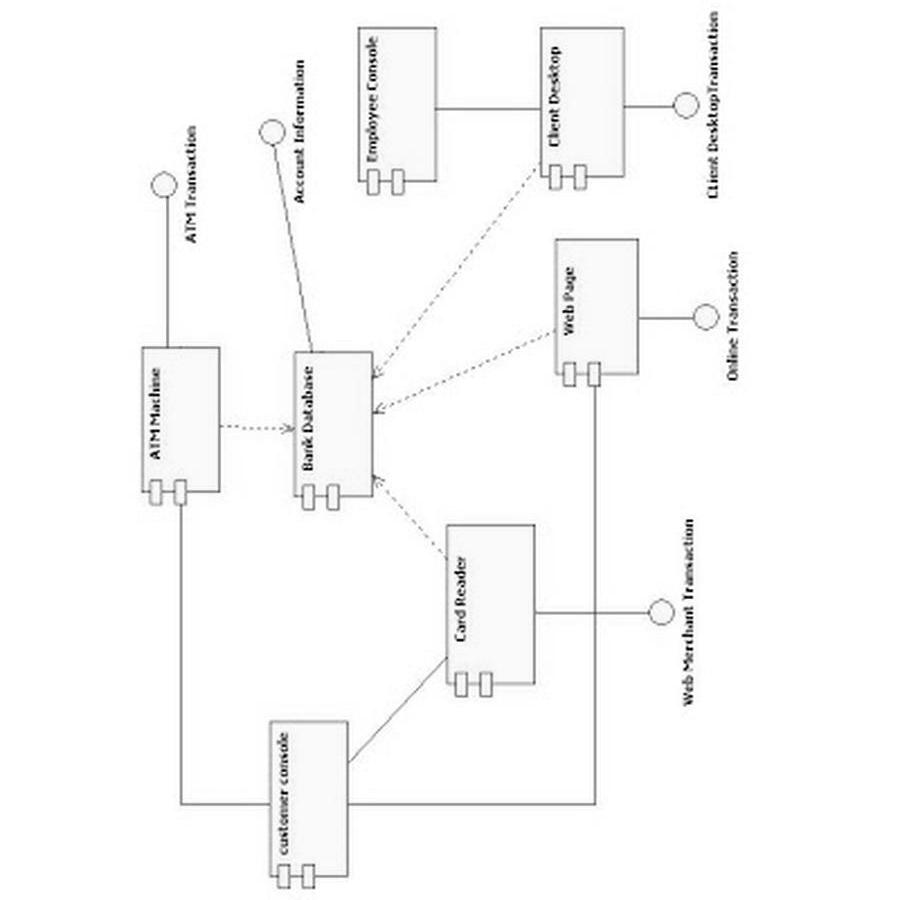 ATM Machine
ATM Transaction
customer console
Bank Database
Account Information
Employee Console
Card Reader
Web Page
Client Desktop
Web Merchant Transaction
Online Transaction
Client DesktopTransaction